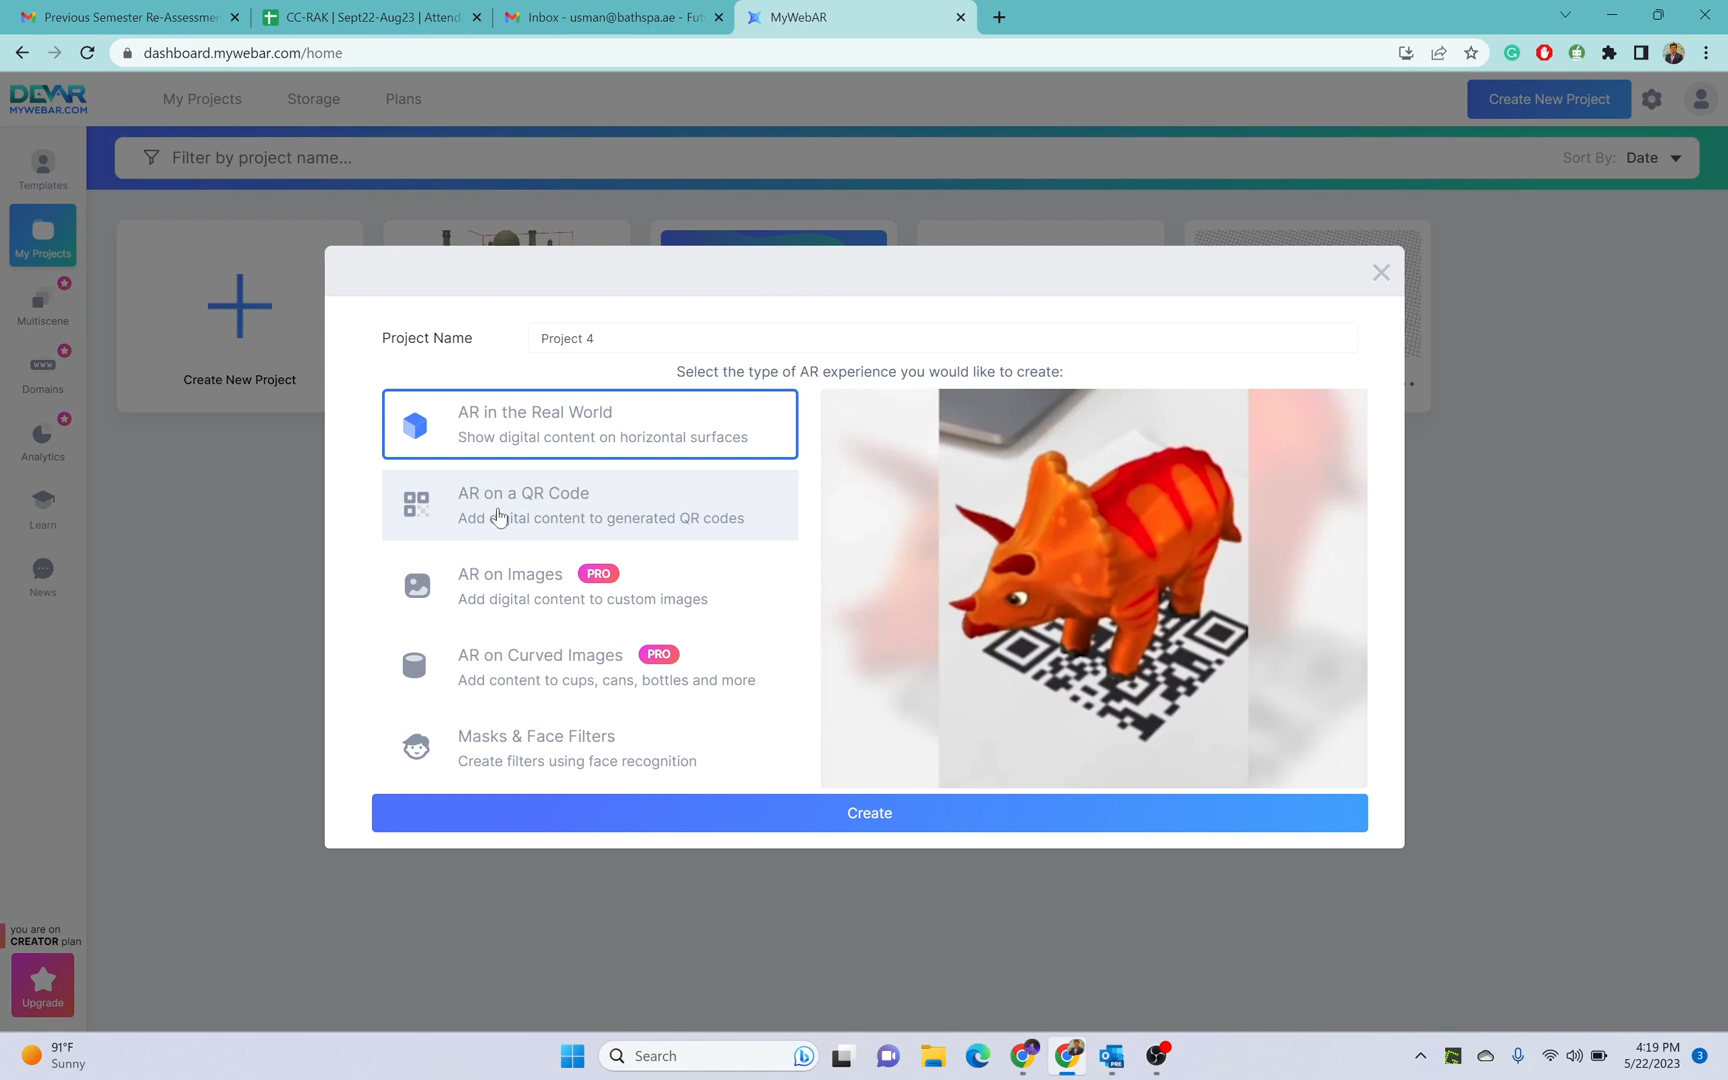 Previous Semester Re-Assessmen
CC-RAK | Sept22-Aug23 | Attend
Inbox - usman@bathspa.ae - Fut
MyWebAR
dashboard.mywebar.com/home
DEVAR
MYWEBAR.COM
My Projects
Storage
Plans
Create New Project
Filter by project name...
Sort By: Date
Templates
My Projects
Multiscene
WWW
Domains
Analytics
Learn
News
you are on
CREATOR plan
Upgrade
Create New Project
Project Name
Project 4
Select the type of AR experience you would like to create:
AR in the Real World
Show digital content on horizontal surfaces
AR on a QR Code
Add digital content to generated QR codes
AR on Images PRO
Add digital content to custom images
AR on Curved Images PRO
Add content to cups, cans, bottles and more
Masks & Face Filters
Create filters using face recognition
Create
91°F
Sunny
Search
4:19 PM
5/22/2023
3